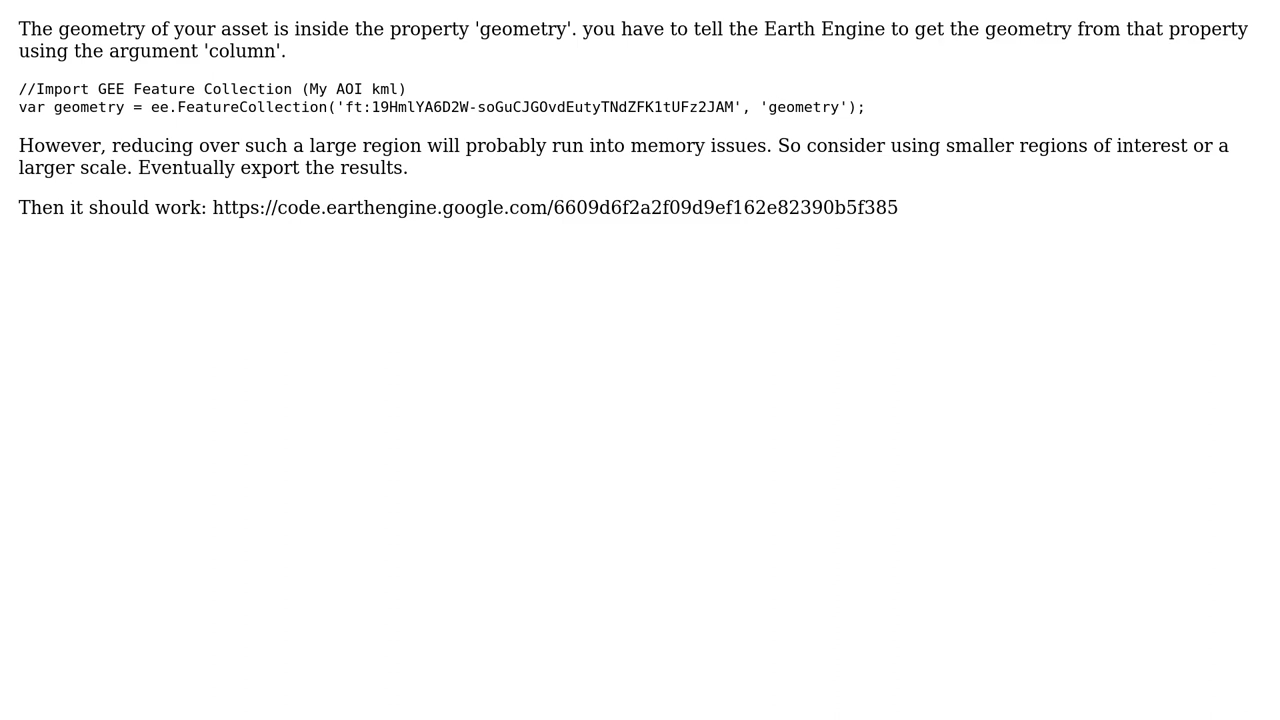 The geometry of your asset is inside the property 'geometry'. you have to tell the Earth Engine to get the geometry from that property
using the argument 'column'.
//Import GEE Feature Collection (My AOI kml)
var geometry = ee.FeatureCollection('ft:19HmlYA6D2W-soGuCJGOvdEutyTNdZFK1tUFz2JAM', 'geometry');
However, reducing over such a large region will probably run into memory issues. So consider using smaller regions of interest or a
larger scale. Eventually export the results.
Then it should work: https://code.earthengine.google.com/6609d6f2a2f09d9ef162e82390b5f385